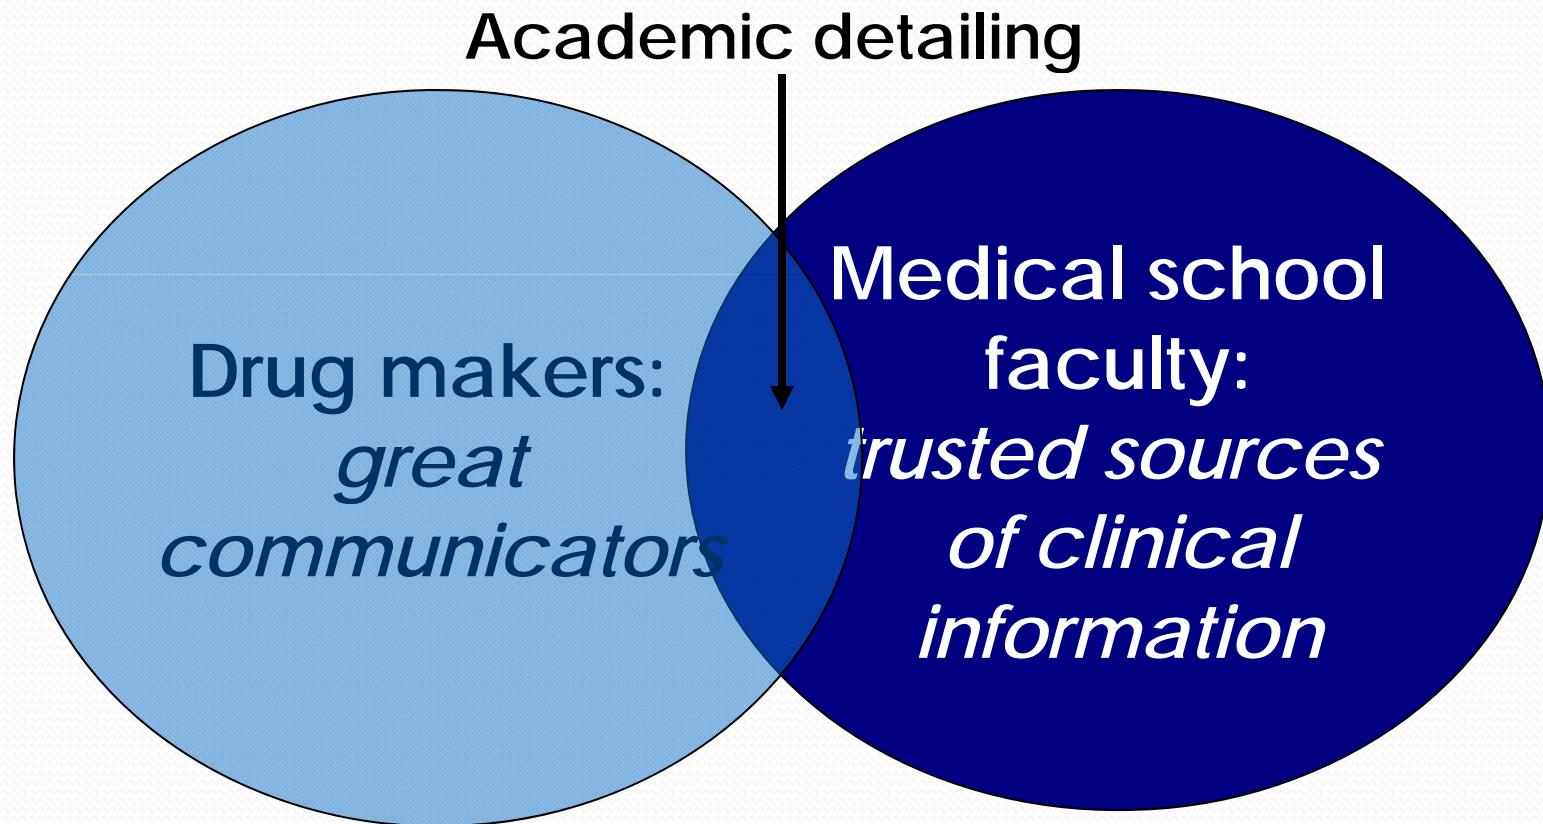 Academic detailing
Drug makers:
great
communicators
Medical school
faculty:
trusted sources
of clinical
information